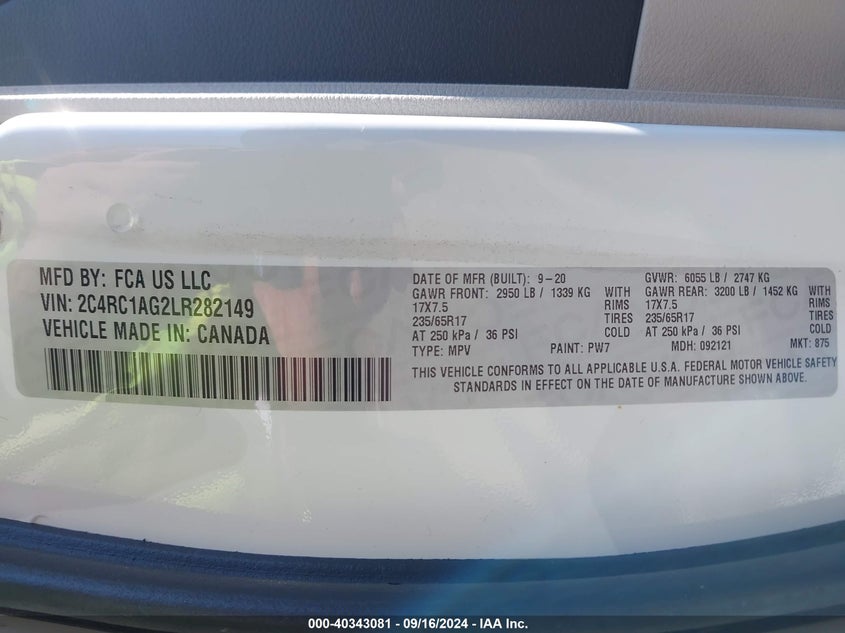 MFD BY: FCA US LLC
VIN: 2C4RC1AG2LR282149
VEHICLE MADE IN: CANADA
DATE OF MFR (BUILT): 9-20 GVWR: 6055 LB / 2747 KG
GAWR FRONT: 2950 LB / 1339 KG WITH GAWR REAR: 3200 LB / 1452 KG WITH
17X7.5 RIMS 17X7.5 RIMS
235/65R17 TIRES 235/65R17 TIRES
AT 250 kPa / 36 PSI COLD AT 250 kPa / 36 PSI COLD
TYPE: MPV PAINT: PW7 MDH: 092121 MKT: 875
THIS VEHICLE CONFORMS TO ALL APPLICABLE U.S.A. FEDERAL MOTOR VEHICLE SAFETY
STANDARDS IN EFFECT ON THE DATE OF MANUFACTURE SHOWN ABOVE.
000-40343081 - 09/16/2024 - IAA Inc.